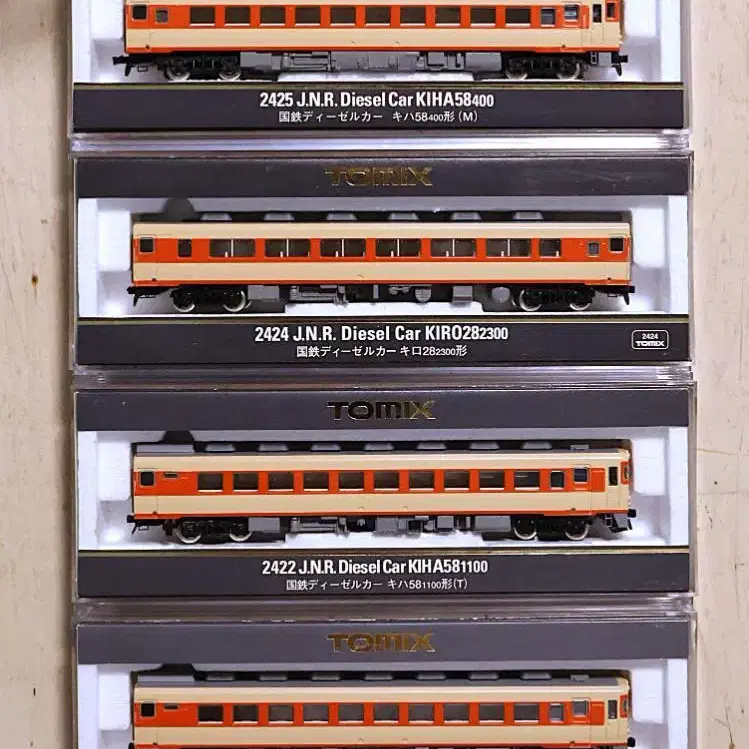 2425 J.N.R. Diesel Car KIHA58400
国鉄ディーゼルカー キハ58400形(M)
TOMIX
2424 J.N.R. Diesel Car KIRO282300
国鉄ディーゼルカー キロ282300形
2424
TOMIX
TOMIX
2422 J.N.R. Diesel Car KIHA581100
国鉄ディーゼルカー キハ581100形(T)
TOMIX